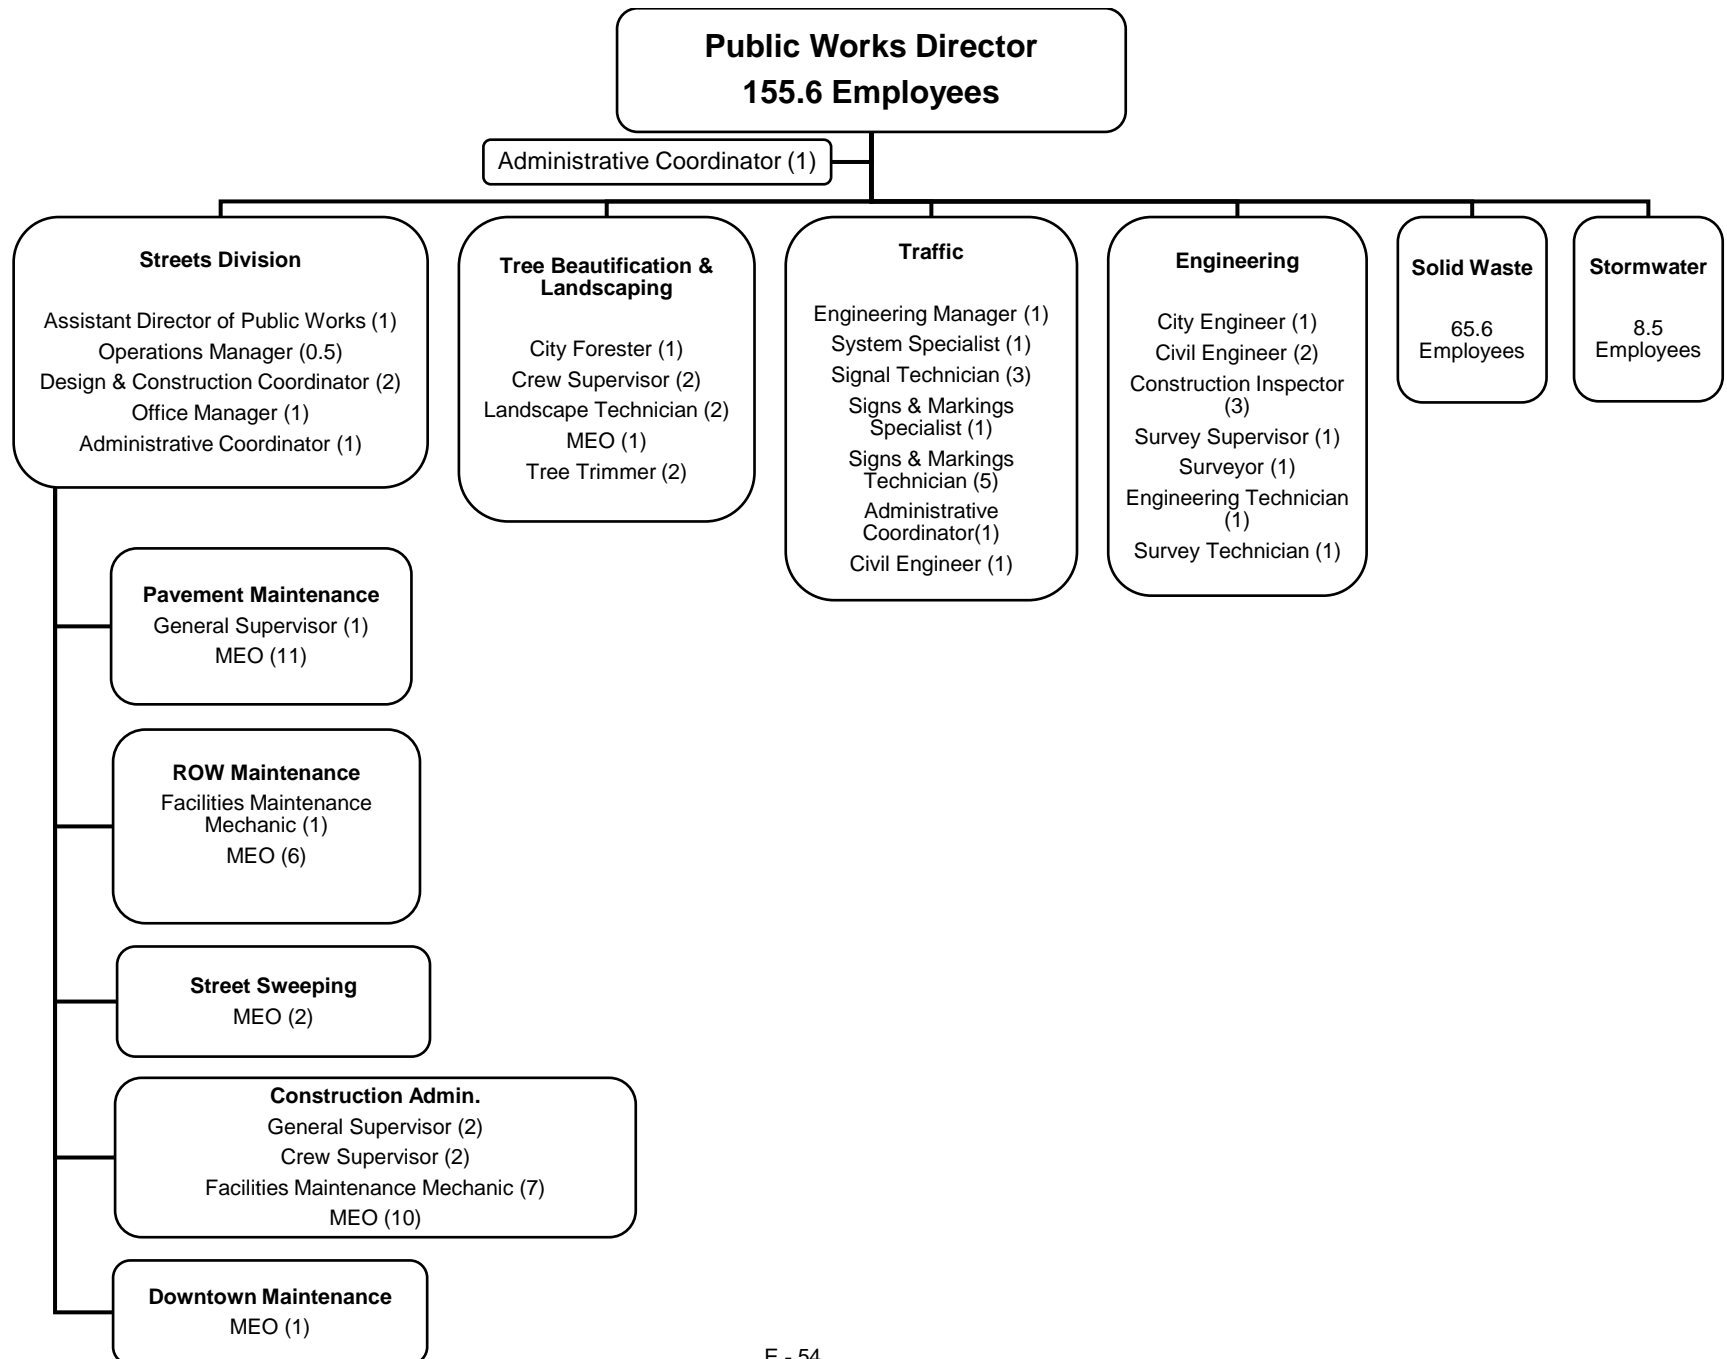 Public Works Director
155.6 Employees
Administrative Coordinator (1)
Streets Division
Assistant Director of Public Works (1)
Operations Manager (0.5)
Design & Construction Coordinator (2)
Office Manager (1)
Administrative Coordinator (1)
Tree Beautification &
Landscaping
City Forester (1)
Crew Supervisor (2)
Landscape Technician (2)
MEO (1)
Tree Trimmer (2)
Traffic
Engineering Manager (1)
System Specialist (1)
Signal Technician (3)
Signs & Markings
Specialist (1)
Signs & Markings
Technician (5)
Administrative
Coordinator(1)
Civil Engineer (1)
Engineering
City Engineer (1)
Civil Engineer (2)
Construction Inspector
(3)
Survey Supervisor (1)
Surveyor (1)
Engineering Technician
(1)
Survey Technician (1)
Solid Waste
65.6
Employees
Stormwater
8.5
Employees
Pavement Maintenance
General Supervisor (1)
MEO (11)
ROW Maintenance
Facilities Maintenance
Mechanic (1)
MEO (6)
Street Sweeping
MEO (2)
Construction Admin.
General Supervisor (2)
Crew Supervisor (2)
Facilities Maintenance Mechanic (7)
MEO (10)
Downtown Maintenance
MEO (1)
E - 54